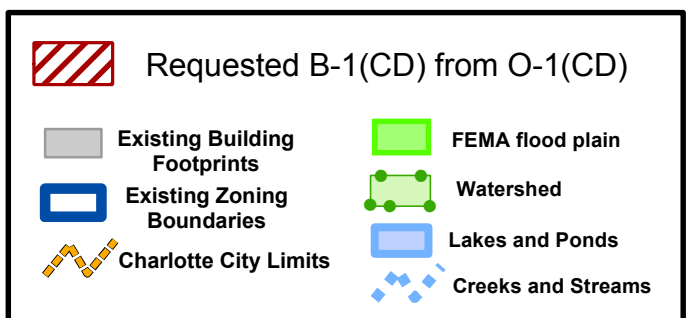 Requested B-1(CD) from O-1(CD)
Existing Building
Footprints
Existing Zoning
Boundaries
Charlotte City Limits
FEMA flood plain
Watershed
Lakes and Ponds
Creeks and Streams